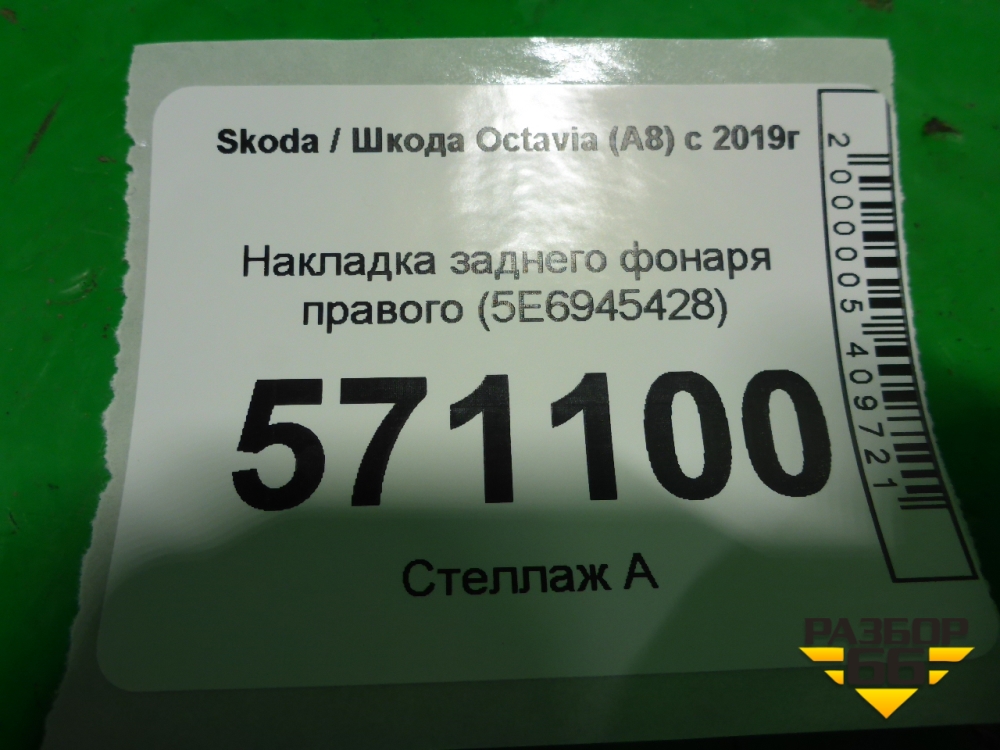 Skoda / Шкода Octavia (A8) с 2019г
Накладка заднего фонаря
правого (5E6945428)
571100
Стеллаж А
2000005409721
РАЗБОР
66